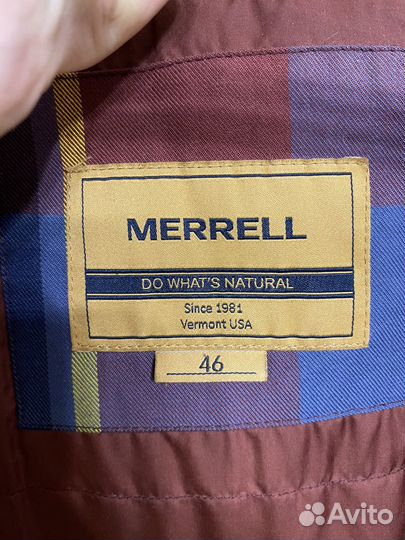 MERRELL
DO WHAT'S NATURAL
Since 1981
Vermont USA
46
Avito